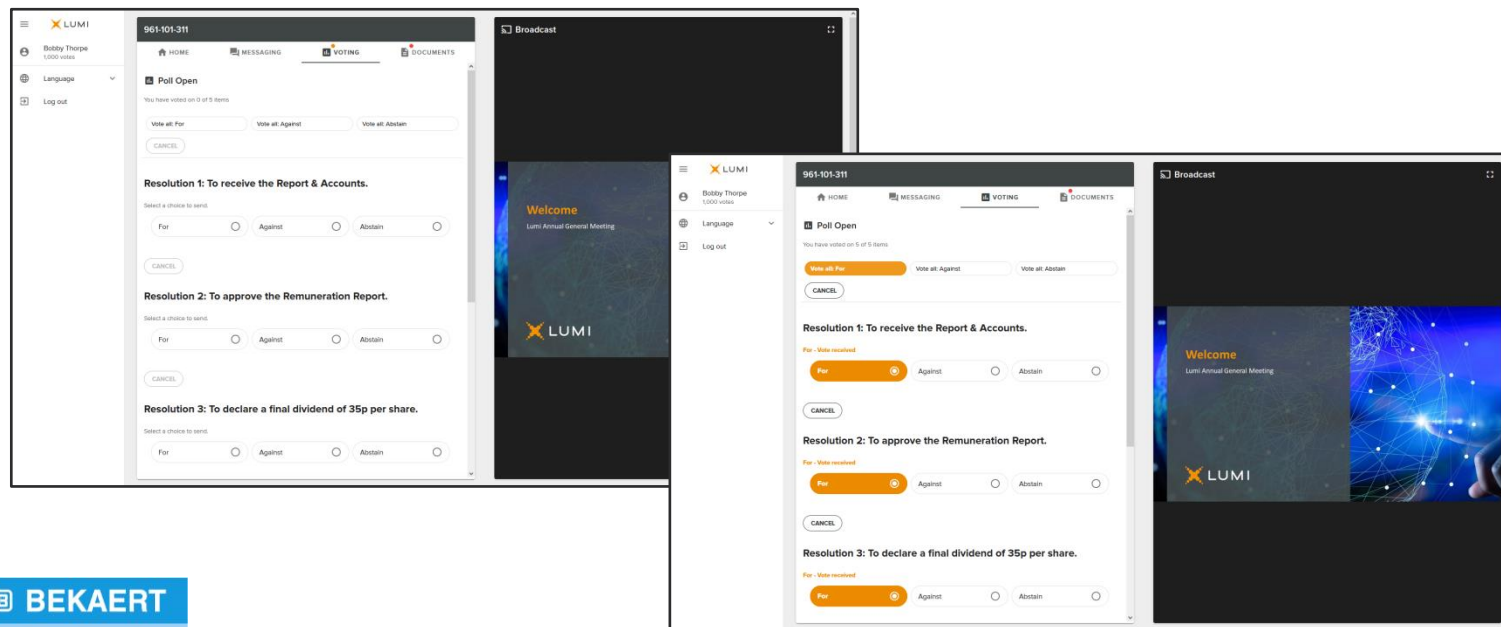 LUMI
Bobby Thorpe
1,000 votes
Language
Log out
961-101-311
HOME MESSAGING VOTING DOCUMENTS
Poll Open
You have voted on 0 of 5 items
Vote all: For Vote all: Against Vote all: Abstain
CANCEL
Resolution 1: To receive the Report & Accounts.
Select a choice to send.
For Against Abstain
CANCEL
Resolution 2: To approve the Remuneration Report.
Select a choice to send.
For Against Abstain
CANCEL
Resolution 3: To declare a final dividend of 35p per share.
Select a choice to send.
For Against Abstain
Broadcast
Welcome
Lumi Annual General Meeting
LUMI
LUMI
Bobby Thorpe
1,000 votes
Language
Log out
961-101-311
HOME MESSAGING VOTING DOCUMENTS
Poll Open
You have voted on 5 of 5 items
Vote all: For Vote all: Against Vote all: Abstain
CANCEL
Resolution 1: To receive the Report & Accounts.
For - Vote received
For Against Abstain
CANCEL
Resolution 2: To approve the Remuneration Report.
For - Vote received
For Against Abstain
CANCEL
Resolution 3: To declare a final dividend of 35p per share.
For - Vote received
For Against Abstain
Broadcast
Welcome
Lumi Annual General Meeting
LUMI
BEKAERT